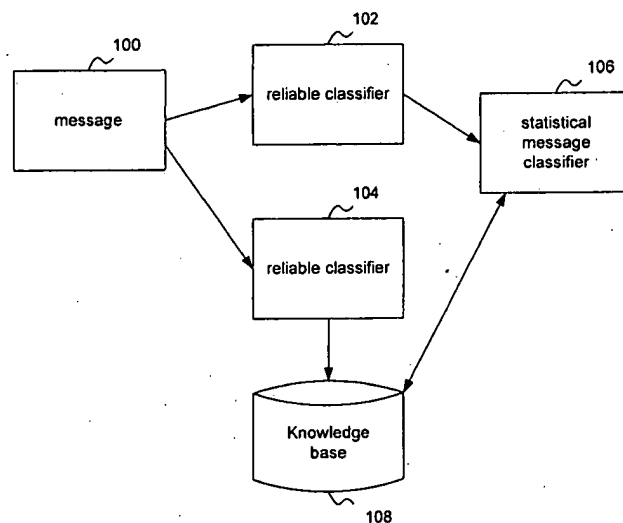 102
100
106
reliable classifier
message
statistical
message
classifier
104
reliable classifier
Knowledge
base
108